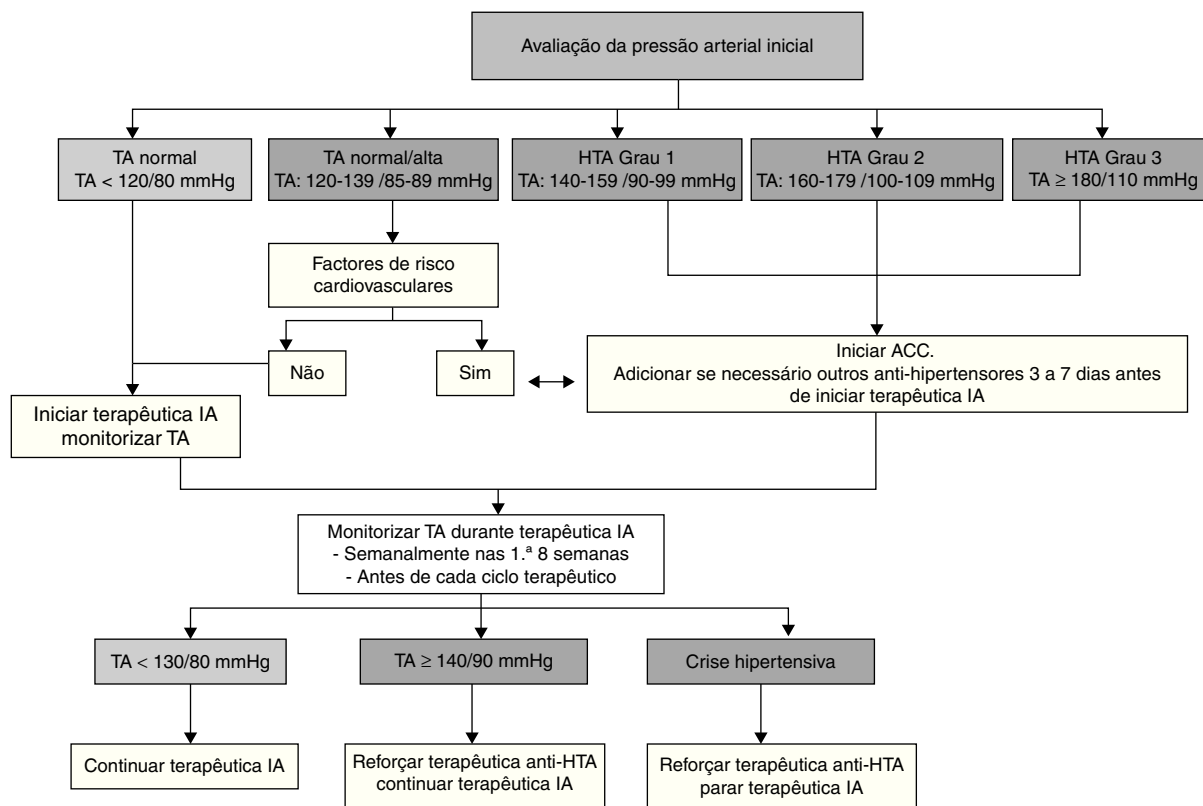 Avaliação da pressão arterial inicial
TA normal
TA < 120/80 mmHg
TA normal/alta
TA: 120-139 /85-89 mmHg
HTA Grau 1
TA: 140-159 /90-99 mmHg
HTA Grau 2
TA: 160-179 /100-109 mmHg
HTA Grau 3
TA ≥ 180/110 mmHg
Factores de risco
cardiovasculares
Não
Sim
Iniciar ACC.
Adicionar se necessário outros anti-hipertensores 3 a 7 dias antes
de iniciar terapêutica IA
Iniciar terapêutica IA
monitorizar TA
Monitorizar TA durante terapêutica IA
- Semanalmente nas 1.ª 8 semanas
- Antes de cada ciclo terapêutico
TA < 130/80 mmHg
TA ≥ 140/90 mmHg
Crise hipertensiva
Continuar terapêutica IA
Reforçar terapêutica anti-HTA
continuar terapêutica IA
Reforçar terapêutica anti-HTA
parar terapêutica IA